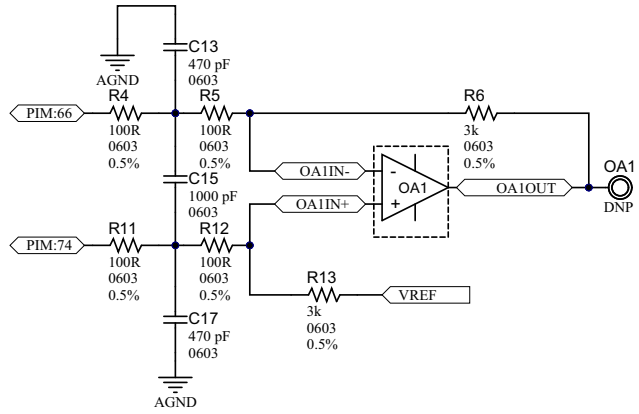 C13
470 pF
0603
AGND
R4
R5
R6
PIM:66
100R
0603
0.5%
100R
0603
0.5%
3k
0603
0.5%
OA1IN-
-
OA1
C15
1000 pF
0603
OA1IN+
+
OA1OUT
OA1
DNP
PIM:74
R11
R12
100R
0603
0.5%
100R
0603
0.5%
R13
3k
0603
0.5%
VREF
C17
470 pF
0603
AGND